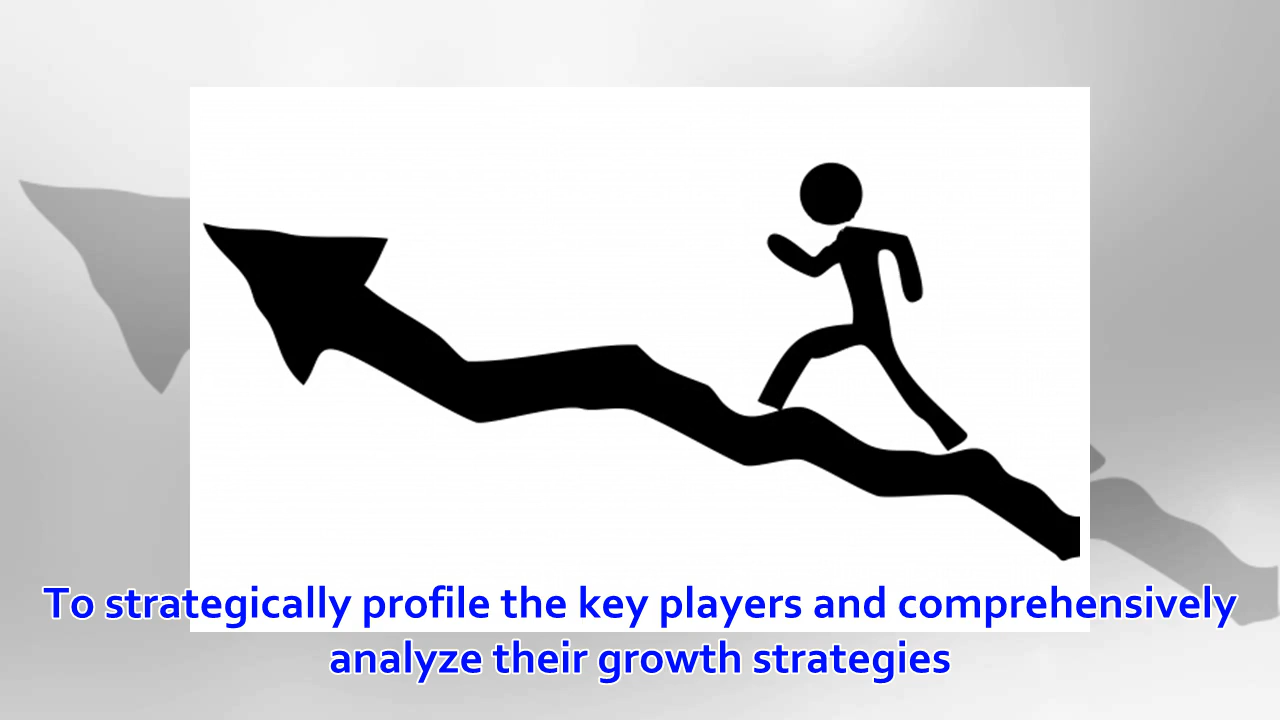 To strategically profile the key players and comprehensively
analyze their growth strategies